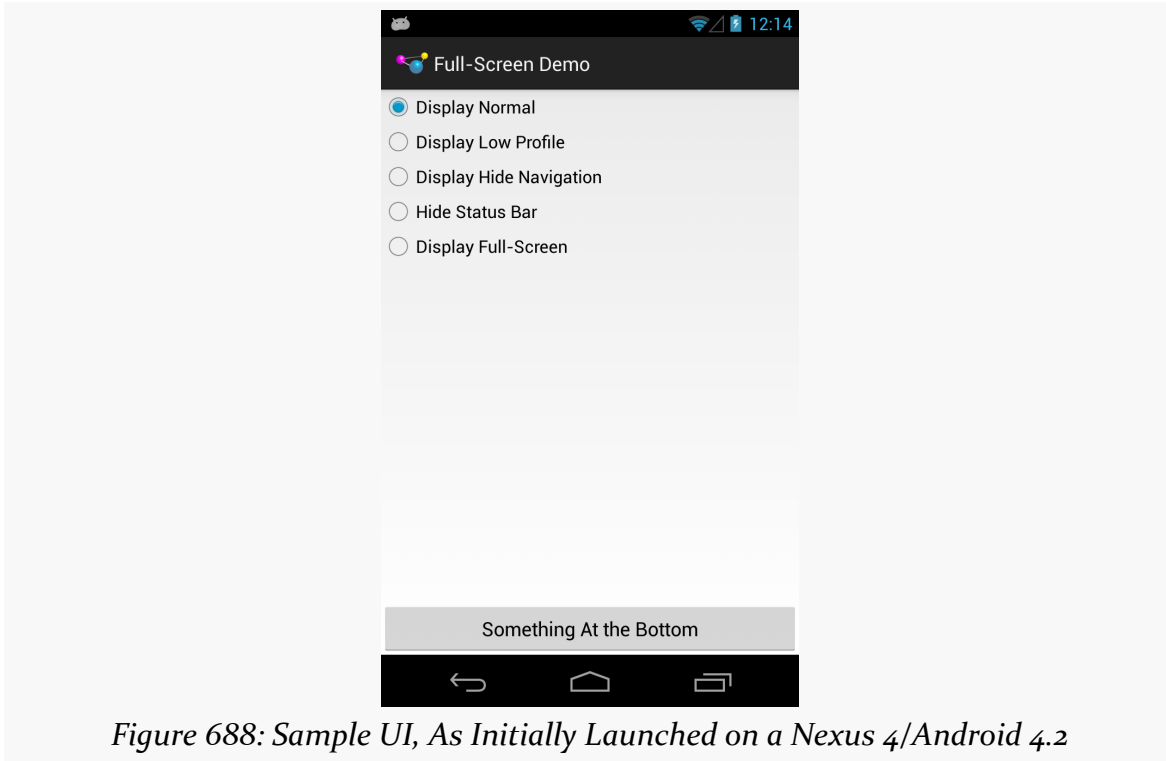 12:14
Full-Screen Demo
Display Normal
Display Low Profile
Display Hide Navigation
Hide Status Bar
Display Full-Screen
Something At the Bottom
Figure 688: Sample UI, As Initially Launched on a Nexus 4/Android 4.2